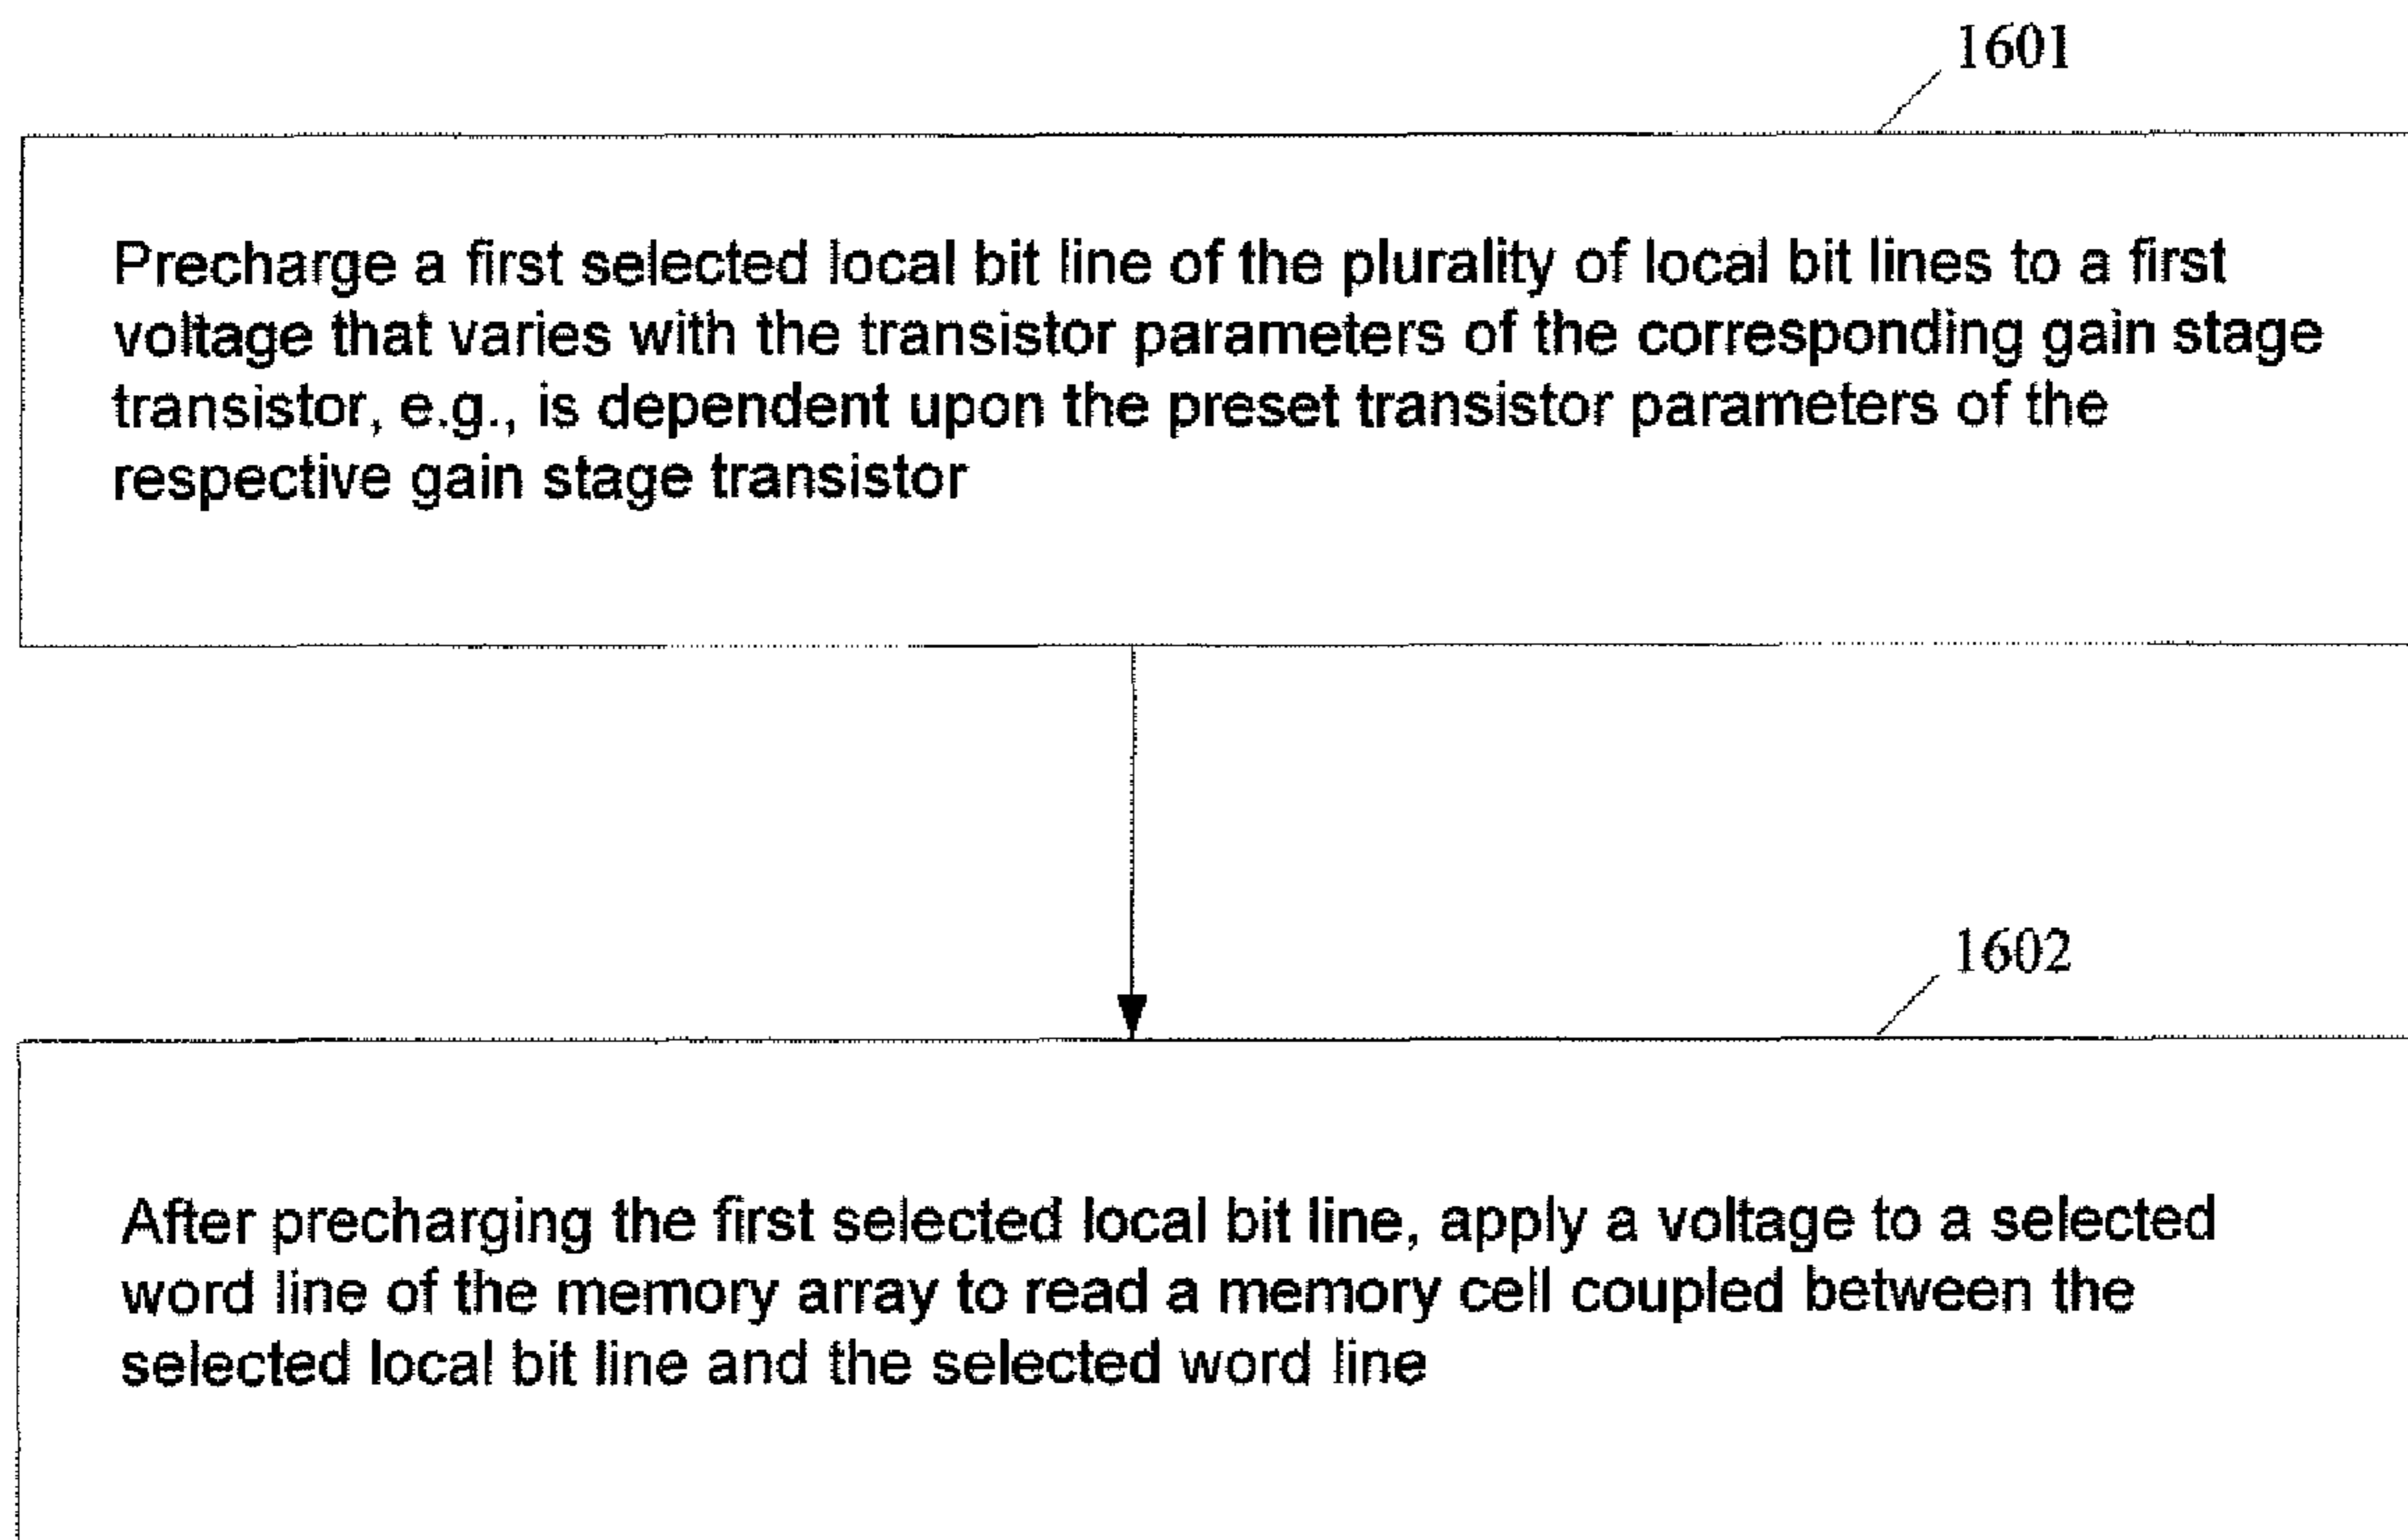 1601
Precharge a first selected local bit line of the plurality of local bit lines to a first
voltage that varies with the transistor parameters of the corresponding gain stage
transistor, e.g., is dependent upon the preset transistor parameters of the
respective gain stage transistor
1602
After precharging the first selected local bit line, apply a voltage to a selected
word line of the memory array to read a memory cell coupled between the
selected local bit line and the selected word line